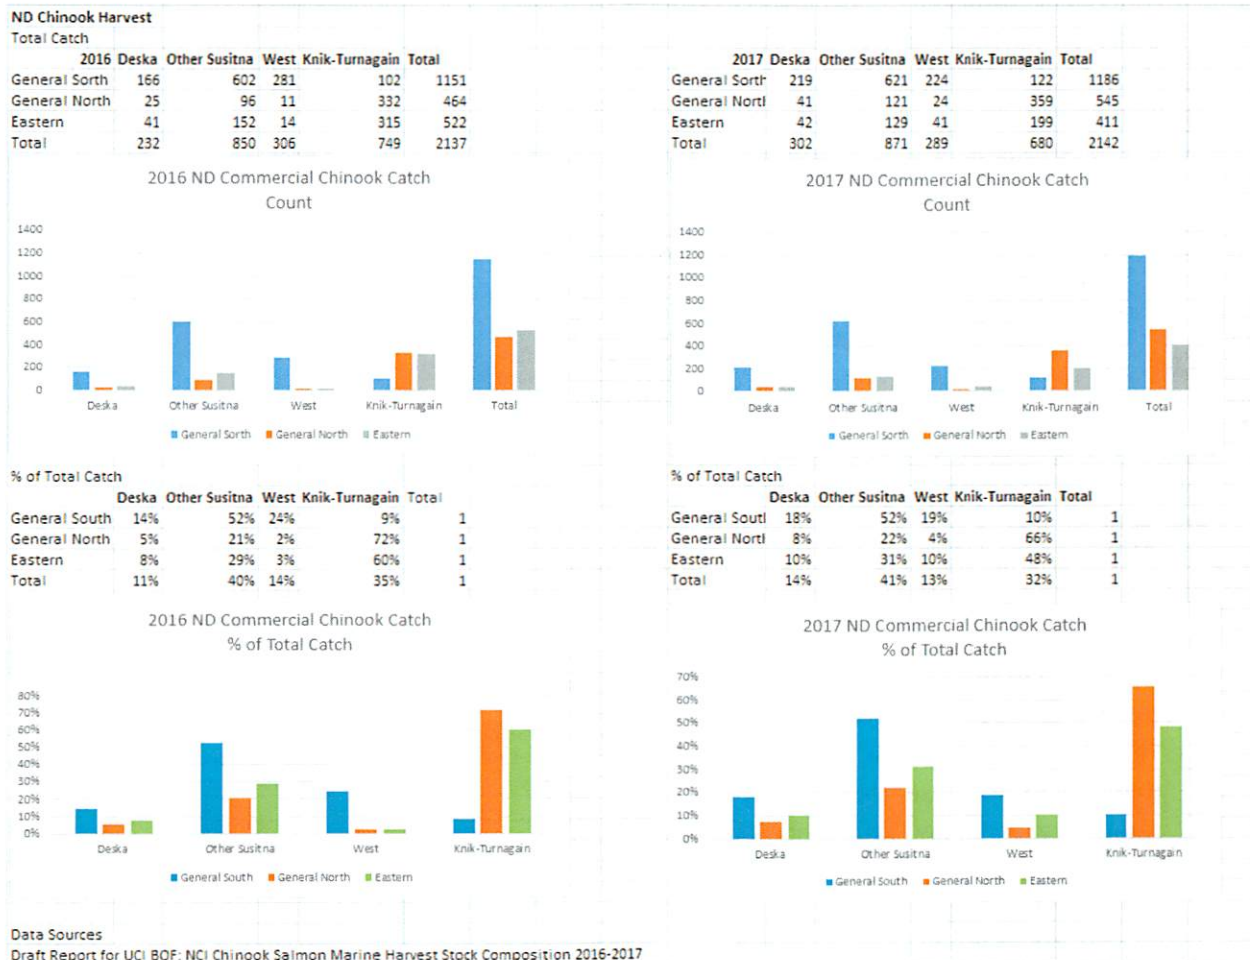 ND Chinook Harvest
Total Catch
2016 Deska Other Susitna West Knik-Turnagain Total
General Sorth 166 602 281 102 1151
General North 25 96 11 332 464
Eastern 41 152 14 315 522
Total 232 850 306 749 2137
2017 Deska Other Susitna West Knik-Turnagain Total
General Sorth 219 621 224 122 1186
General Nortl 41 121 24 359 545
Eastern 42 129 41 199 411
Total 302 871 289 680 2142
2016 ND Commercial Chinook Catch
Count
1400
1200
1000
800
600
400
200
0
Deska Other Susitna West Knik-Turnagain Total
General Sorth General North Eastern
2017 ND Commercial Chinook Catch
Count
1400
1200
1000
800
600
400
200
0
Deska Other Susitna West Knik-Turnagain Total
General Sorth General North Eastern
% of Total Catch
Deska Other Susitna West Knik-Turnagain Total
General South 14% 52% 24% 9% 1
General North 5% 21% 2% 72% 1
Eastern 8% 29% 3% 60% 1
Total 11% 40% 14% 35% 1
% of Total Catch
Deska Other Susitna West Knik-Turnagain Total
General Soutl 18% 52% 19% 10% 1
General Nortl 8% 22% 4% 66% 1
Eastern 10% 31% 10% 48% 1
Total 14% 41% 13% 32% 1
2016 ND Commercial Chinook Catch
% of Total Catch
80%
70%
60%
50%
40%
30%
20%
10%
0%
Deska Other Susitna West Knik-Turnagain
General South General North Eastern
2017 ND Commercial Chinook Catch
% of Total Catch
70%
60%
50%
40%
30%
20%
10%
0%
Deska Other Susitna West Knik-Turnagain
General South General North Eastern
Data Sources
Draft Report for UCI BOF: NCI Chinook Salmon Marine Harvest Stock Composition 2016-2017